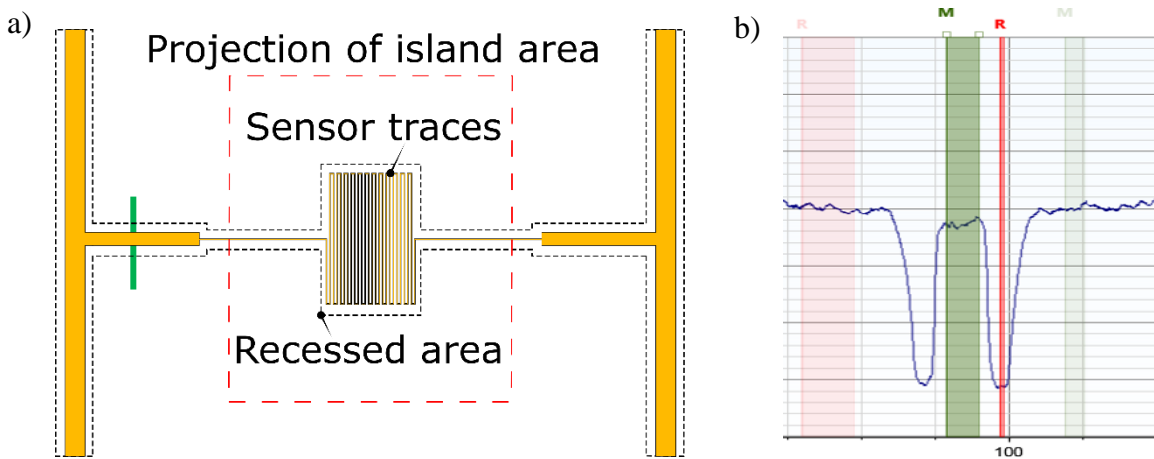 a)
Projection of island area
Sensor traces
Recessed area
b)
R
M
R
M
100